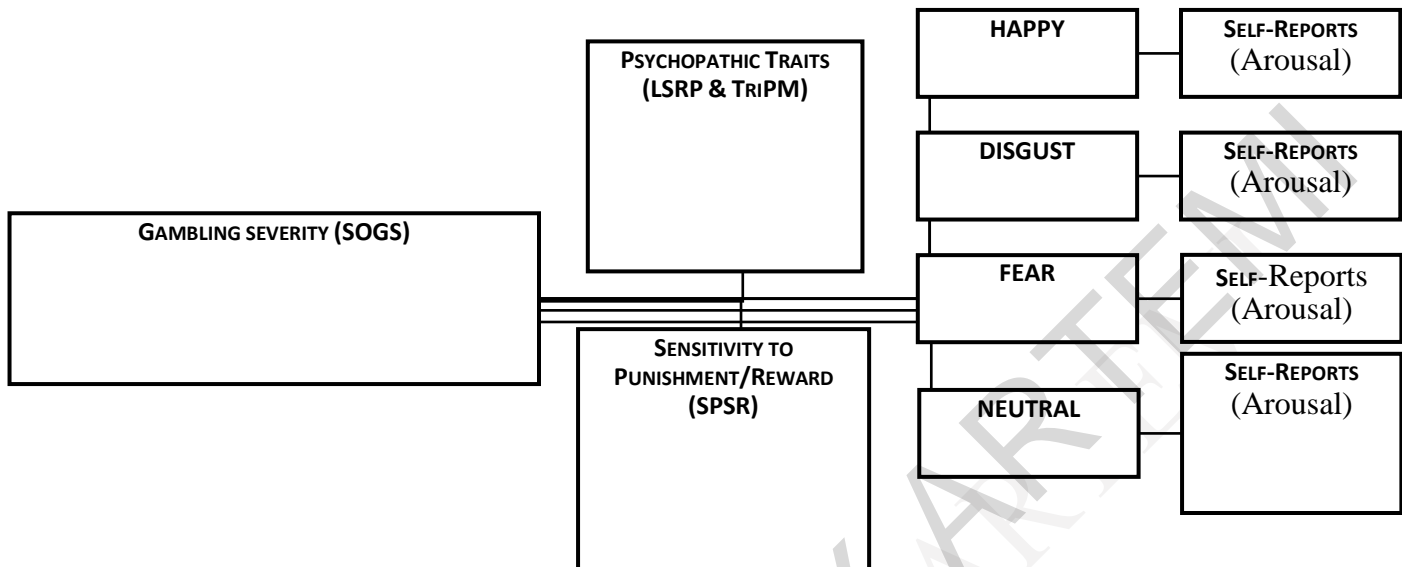 PSYCHOPATHIC TRAITS
(LSRP & TRIPM)
HAPPY
SELF-REPORTS
(Arousal)
DISGUST
SELF-REPORTS
(Arousal)
GAMBLING SEVERITY (SOGS)
FEAR
SELF-Reports
(Arousal)
SENSITIVITY TO
PUNISHMENT/REWARD
(SPSR)
NEUTRAL
SELF-REPORTS
(Arousal)
ARTEMI